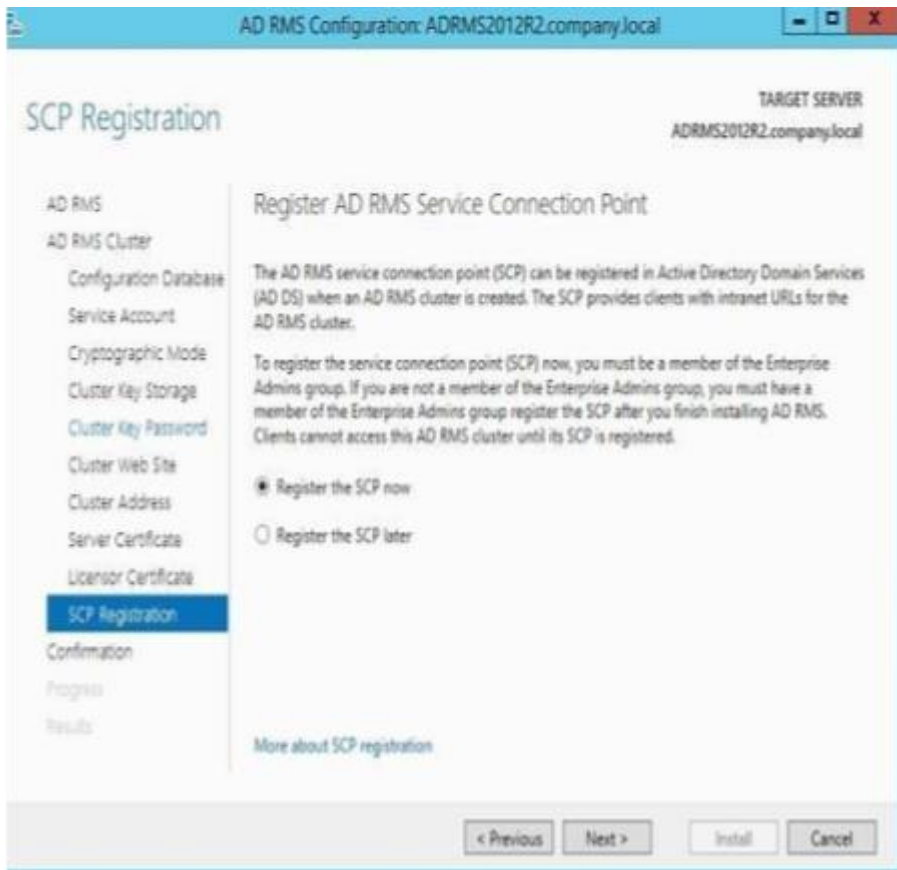 AD RMS Configuration: ADRMS2012R2.company.local
SCP Registration
TARGET SERVER
ADRMS2012R2.company.local
AD RMS
AD RMS Cluster
Configuration Database
Service Account
Cryptographic Mode
Cluster Key Storage
Cluster Key Password
Cluster Web Site
Cluster Address
Server Certificate
Licensor Certificate
SCP Registration
Confirmation
Progress
Results
Register AD RMS Service Connection Point
The AD RMS service connection point (SCP) can be registered in Active Directory Domain Services
(AD DS) when an AD RMS cluster is created. The SCP provides clients with intranet URLs for the
AD RMS cluster.
To register the service connection point (SCP) now, you must be a member of the Enterprise
Admins group. If you are not a member of the Enterprise Admins group, you must have a
member of the Enterprise Admins group register the SCP after you finish installing AD RMS.
Clients cannot access this AD RMS cluster until its SCP is registered.
Register the SCP now
Register the SCP later
More about SCP registration
< Previous
Next >
Install
Cancel